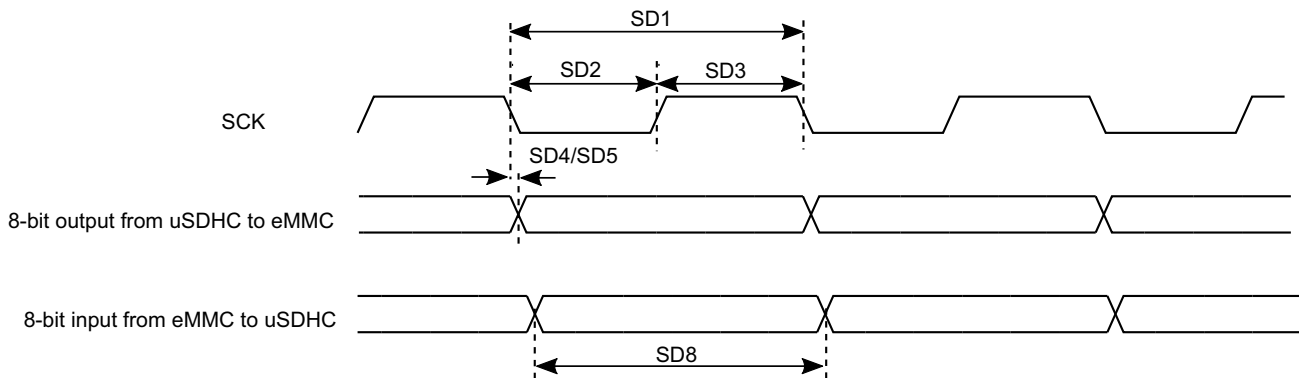 SD1
SD2
SD3
SCK
SD4/SD5
8-bit output from uSDHC to eMMC
8-bit input from eMMC to uSDHC
SD8